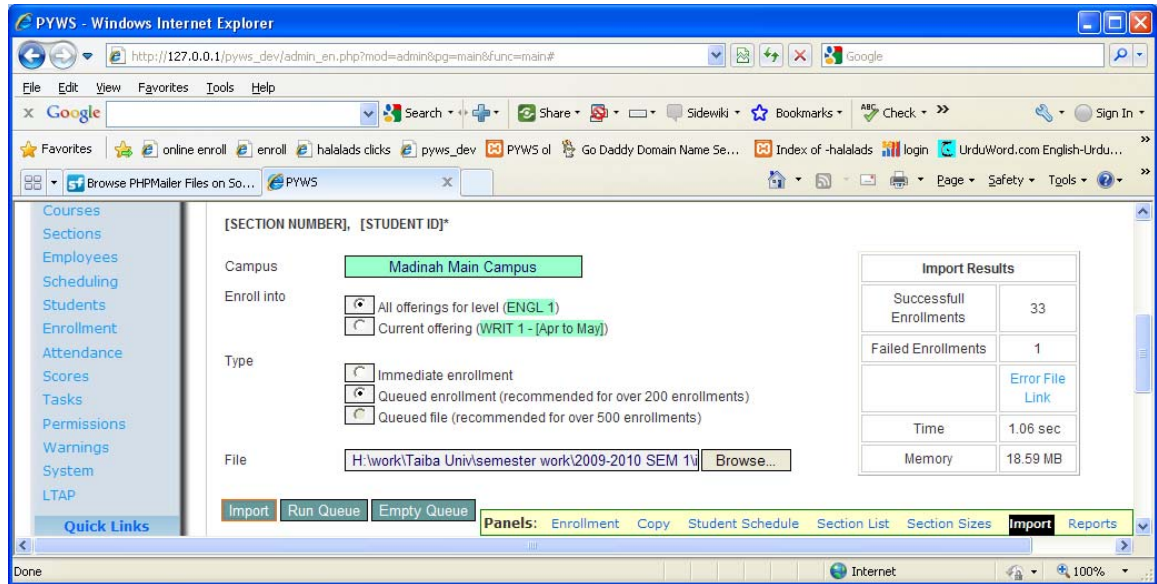 PYWS - Windows Internet Explorer
http://127.0.0.1/pyws_dev/admin_en.php?mod=admin&pg=main&func=main#
Google
File Edit View Favorites Tools Help
x Google Search Share Sidewiki Bookmarks ABC Check >> Sign In
Favorites online enroll enroll halalads clicks pyws_dev PYWS ol Go Daddy Domain Name Se... Index of -halalads login UrduWord.com English-Urdu... >>
Browse PHPMailer Files on So... PYWS x Page Safety Tools >>
Courses
Sections
Employees
Scheduling
Students
Enrollment
Attendance
Scores
Tasks
Permissions
Warnings
System
LTAP
Quick Links
[SECTION NUMBER], [STUDENT ID]*
Campus Madinah Main Campus
Enroll into All offerings for level (ENGL 1)
Current offering (WRIT 1 - [Apr to May])
Type
Immediate enrollment
Queued enrollment (recommended for over 200 enrollments)
Queued file (recommended for over 500 enrollments)
File H:\work\Taiba Univ\semester work\2009-2010 SEM 1\i Browse...
Import Run Queue Empty Queue
Import Results
Successfull Enrollments 33
Failed Enrollments 1
Error File Link
Time 1.06 sec
Memory 18.59 MB
Panels: Enrollment Copy Student Schedule Section List Section Sizes Import Reports
Done Internet 100%